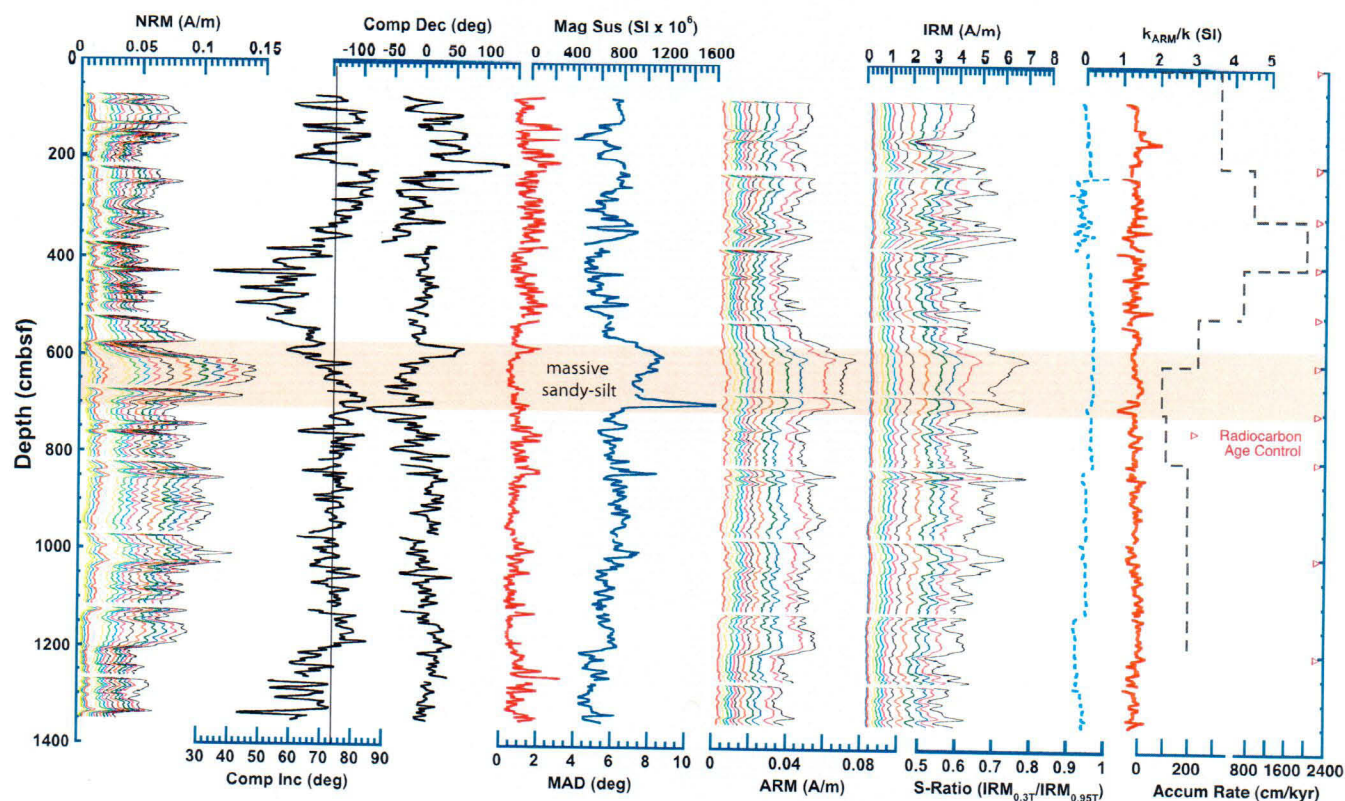 NRM (A/m)
0 0.05 0.1 0.15
Comp Dec (deg)
-100 -50 0 50 100
Mag Sus (SI x 10⁶)
0 400 800 1200 1600
IRM (A/m)
0 1 2 3 4 5 6 7 8
kARM/k (SI)
0 1 2 3 4 5
Depth (cmbsf)
0
200
400
600
800
1000
1200
1400
massive
sandy-silt
Radiocarbon
Age Control
30 40 50 60 70 80 90
Comp Inc (deg)
0 2 4 6 8 10
MAD (deg)
0 0.04 0.08
ARM (A/m)
0.5 0.6 0.7 0.8 0.9 1
S-Ratio (IRM0.3T/IRM0.95T)
0 200 800 1600 2400
Accum Rate (cm/kyr)